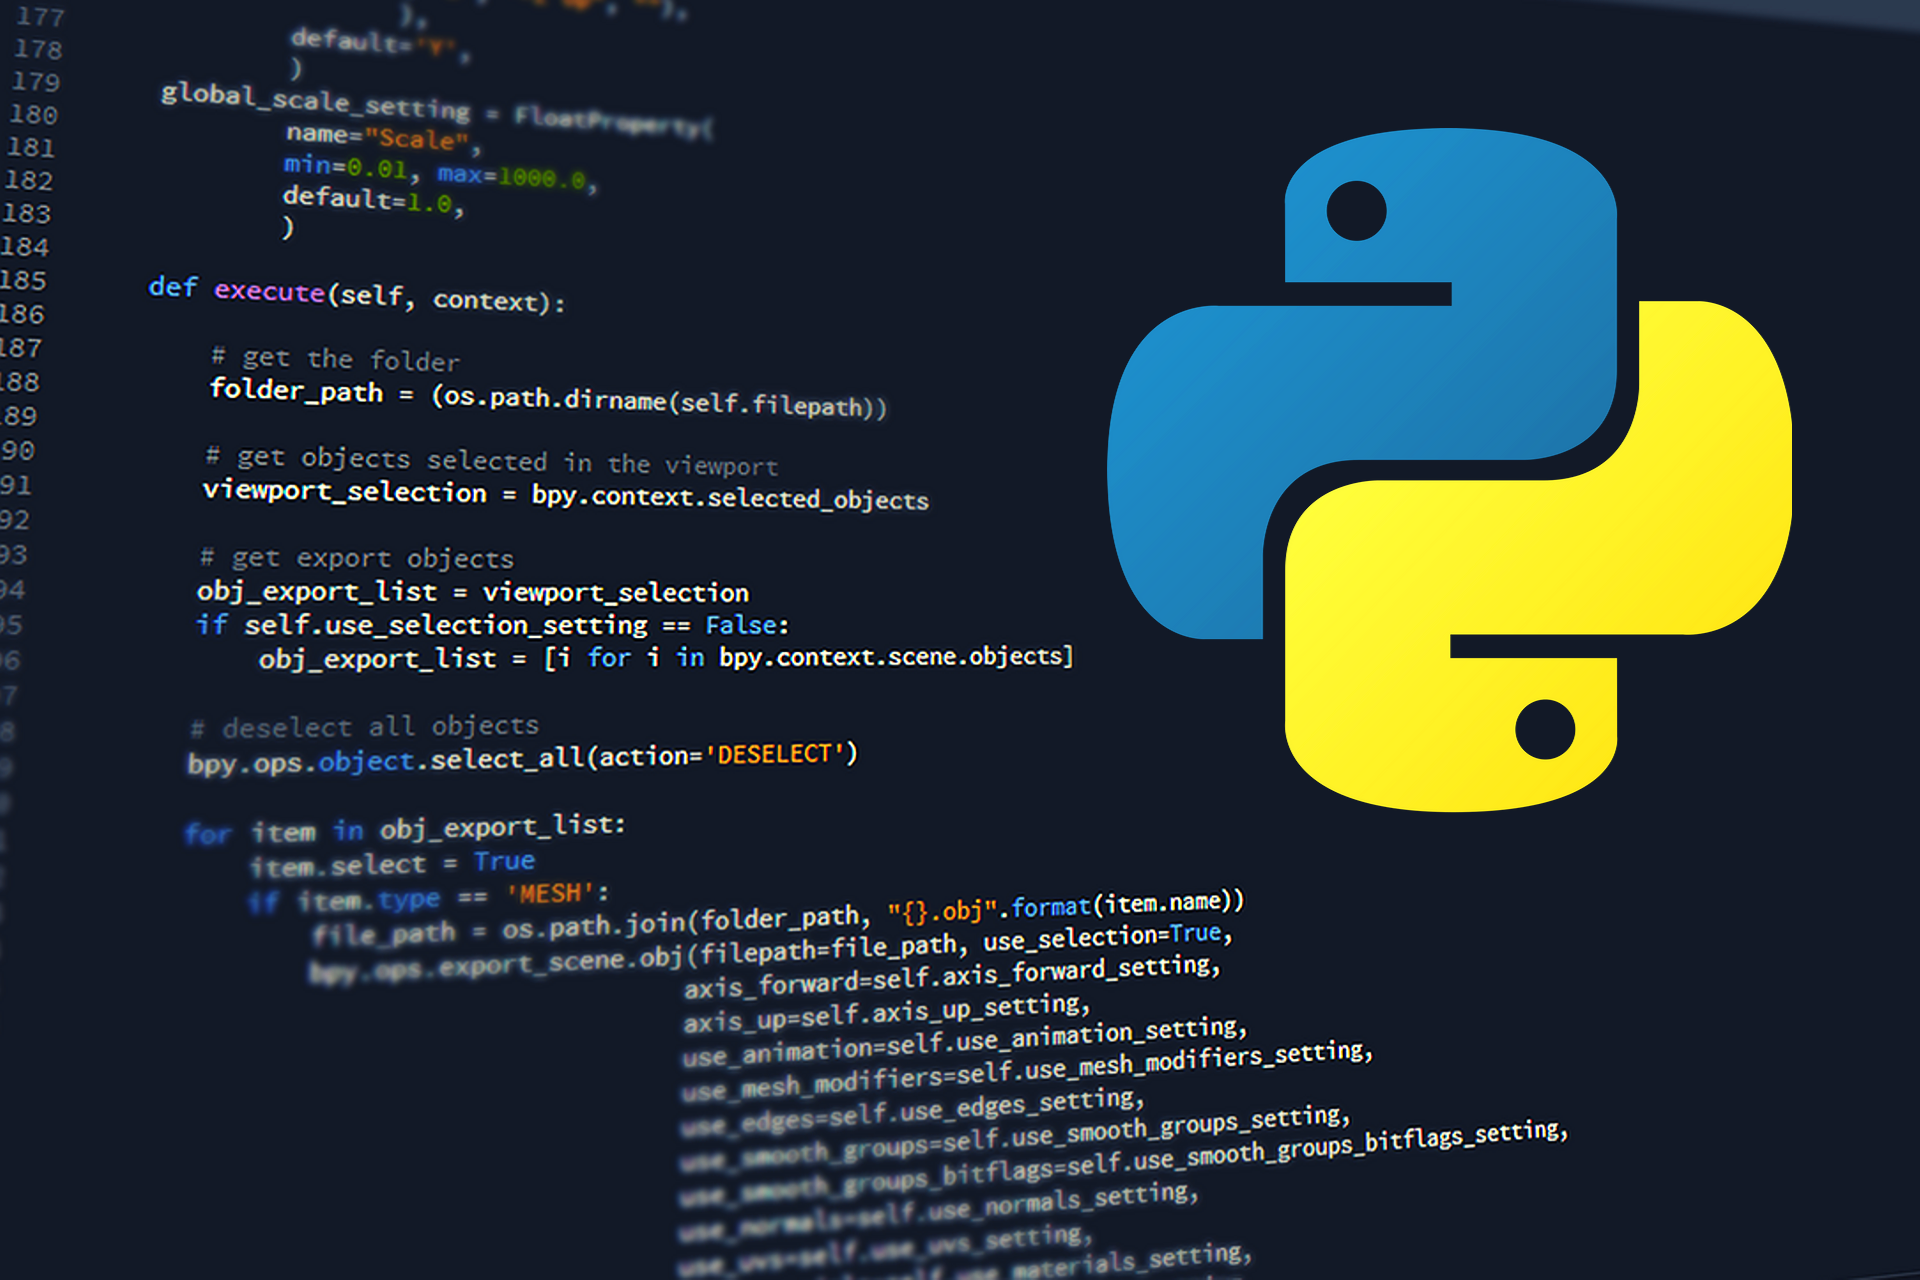 177
178
179
180
181
182
183
184
185
186
187
188
89
90
91
92
93
94
95
96
),
default='Y',
)
global_scale_setting = FloatProperty(
name="Scale",
min=0.01, max=1000.0,
default=1.0,
)
def execute(self, context):
# get the folder
folder_path = (os.path.dirname(self.filepath))
# get objects selected in the viewport
viewport_selection = bpy.context.selected_objects
# get export objects
obj_export_list = viewport_selection
if self.use_selection_setting == False:
obj_export_list = [i for i in bpy.context.scene.objects]
# deselect all objects
bpy.ops.object.select_all(action='DESELECT')
for item in obj_export_list:
item.select = True
if item.type == 'MESH':
file_path = os.path.join(folder_path, "{}.obj".format(item.name))
bpy.ops.export_scene.obj(filepath=file_path, use_selection=True,
axis_forward=self.axis_forward_setting,
axis_up=self.axis_up_setting,
use_animation=self.use_animation_setting,
use_mesh_modifiers=self.use_mesh_modifiers_setting,
use_edges=self.use_edges_setting,
use_smooth_groups=self.use_smooth_groups_setting,
use_smooth_groups_bitflags=self.use_smooth_groups_bitflags_setting,
use_normals=self.use_normals_setting,
use_uvs=self.use_uvs_setting,
materials_setting,